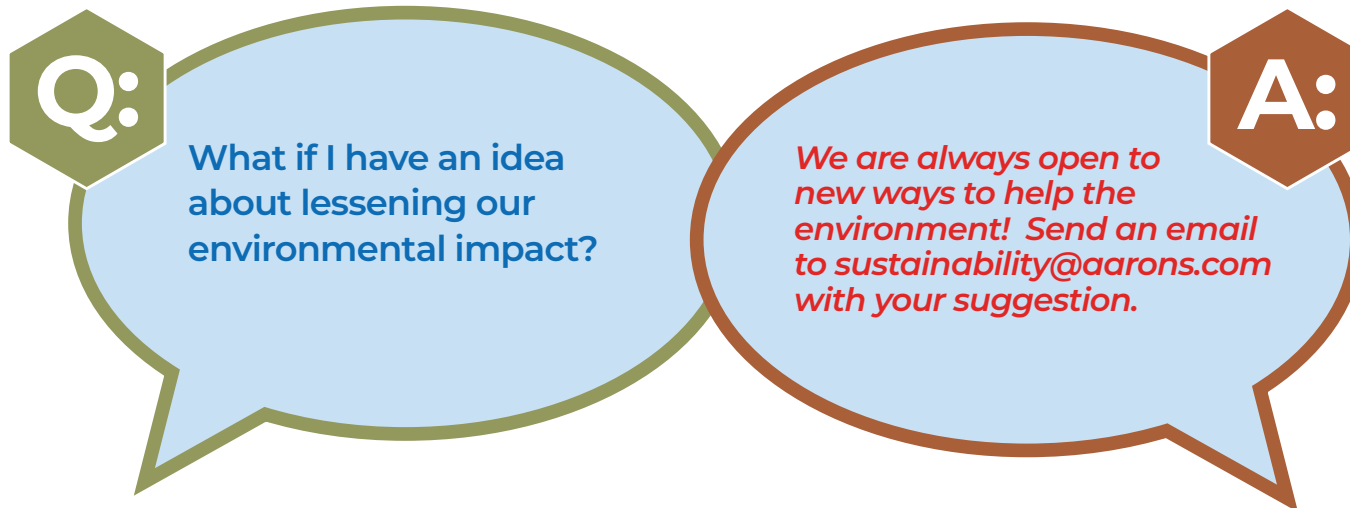 Q:
What if I have an idea
about lessening our
environmental impact?
A:
We are always open to
new ways to help the
environment!  Send an email
to sustainability@aarons.com
with your suggestion.